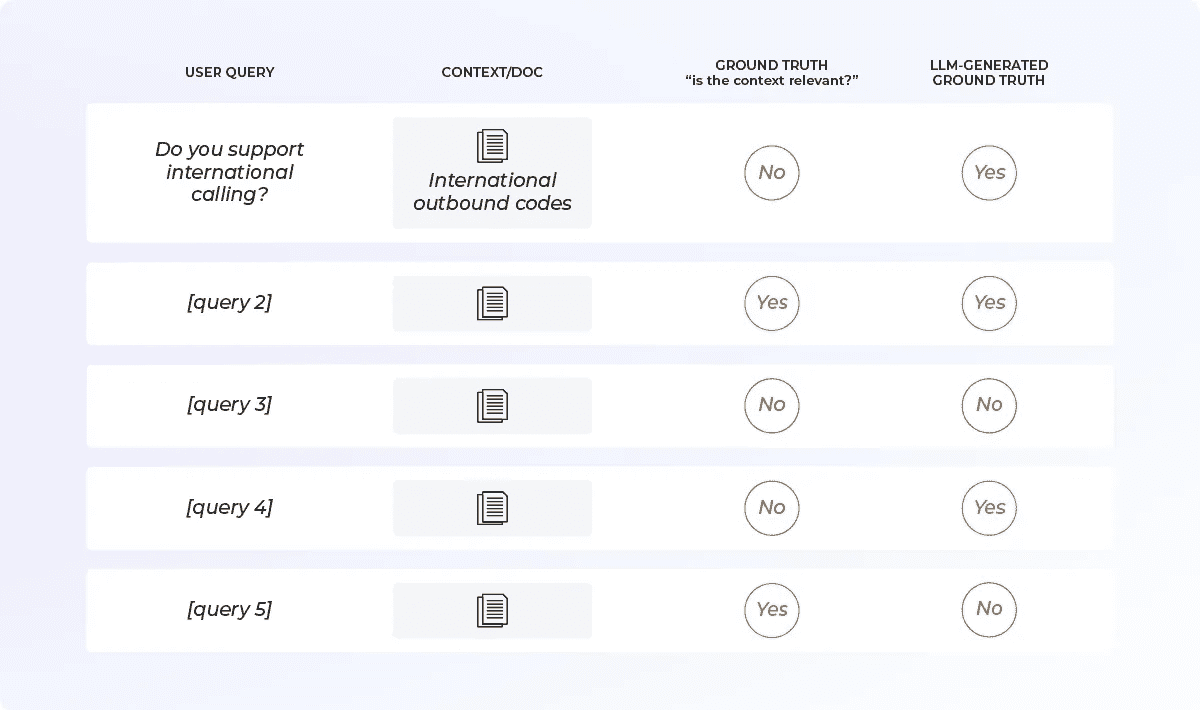 USER QUERY
CONTEXT/DOC
GROUND TRUTH
“is the context relevant?”
LLM-GENERATED
GROUND TRUTH
Do you support
international
calling?
International
outbound codes
No
Yes
[query 2]
Yes
Yes
[query 3]
No
No
[query 4]
No
Yes
[query 5]
Yes
No